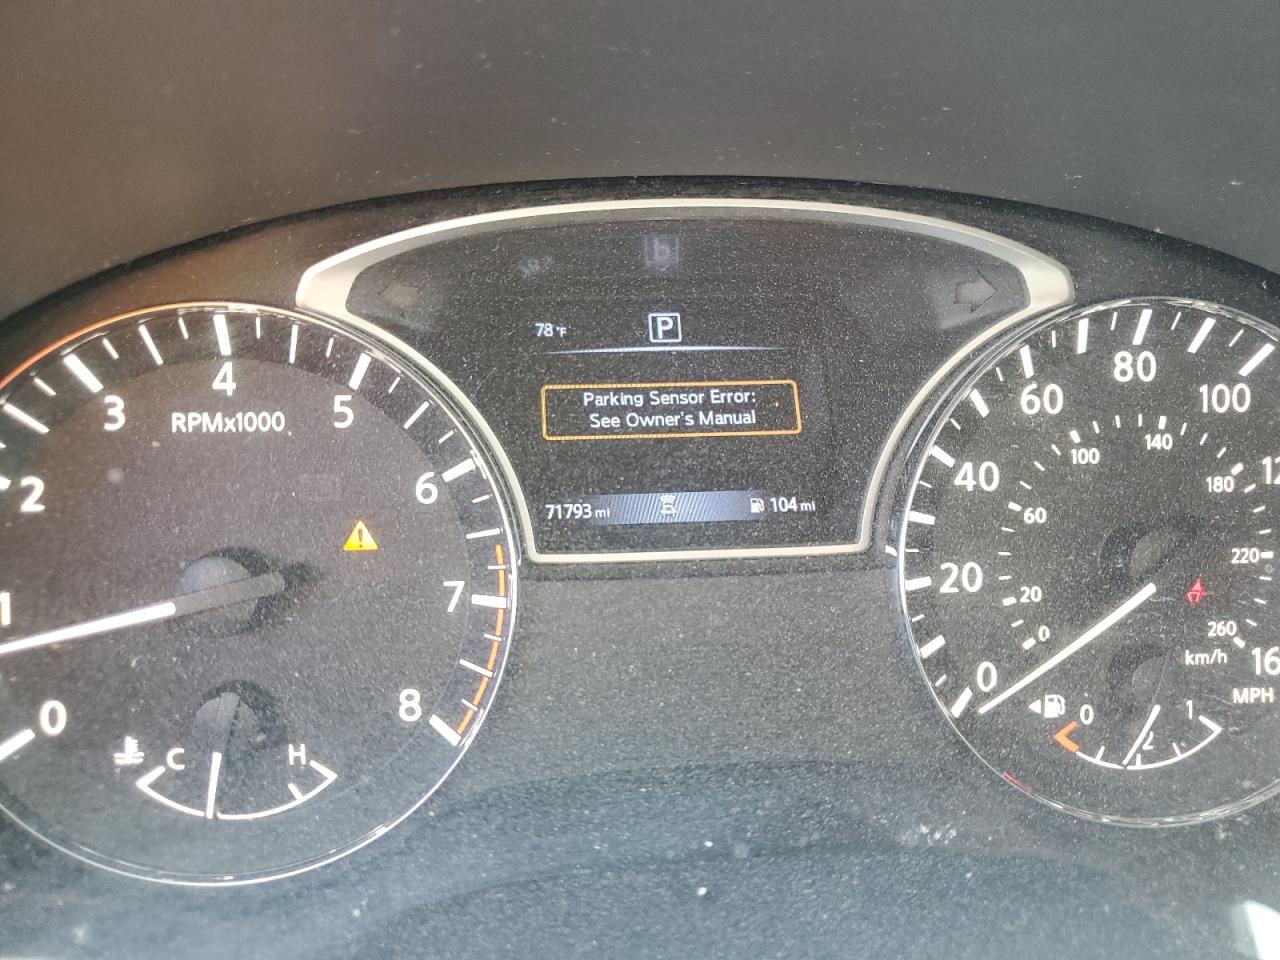 78°F
P
Parking Sensor Error:
See Owner's Manual
71793 mi
104 mi
0
1
2
3
4
5
6
7
8
RPMx1000
C
H
0
20
40
60
80
100
0
20
60
100
140
180
220
260
km/h
MPH
0
1